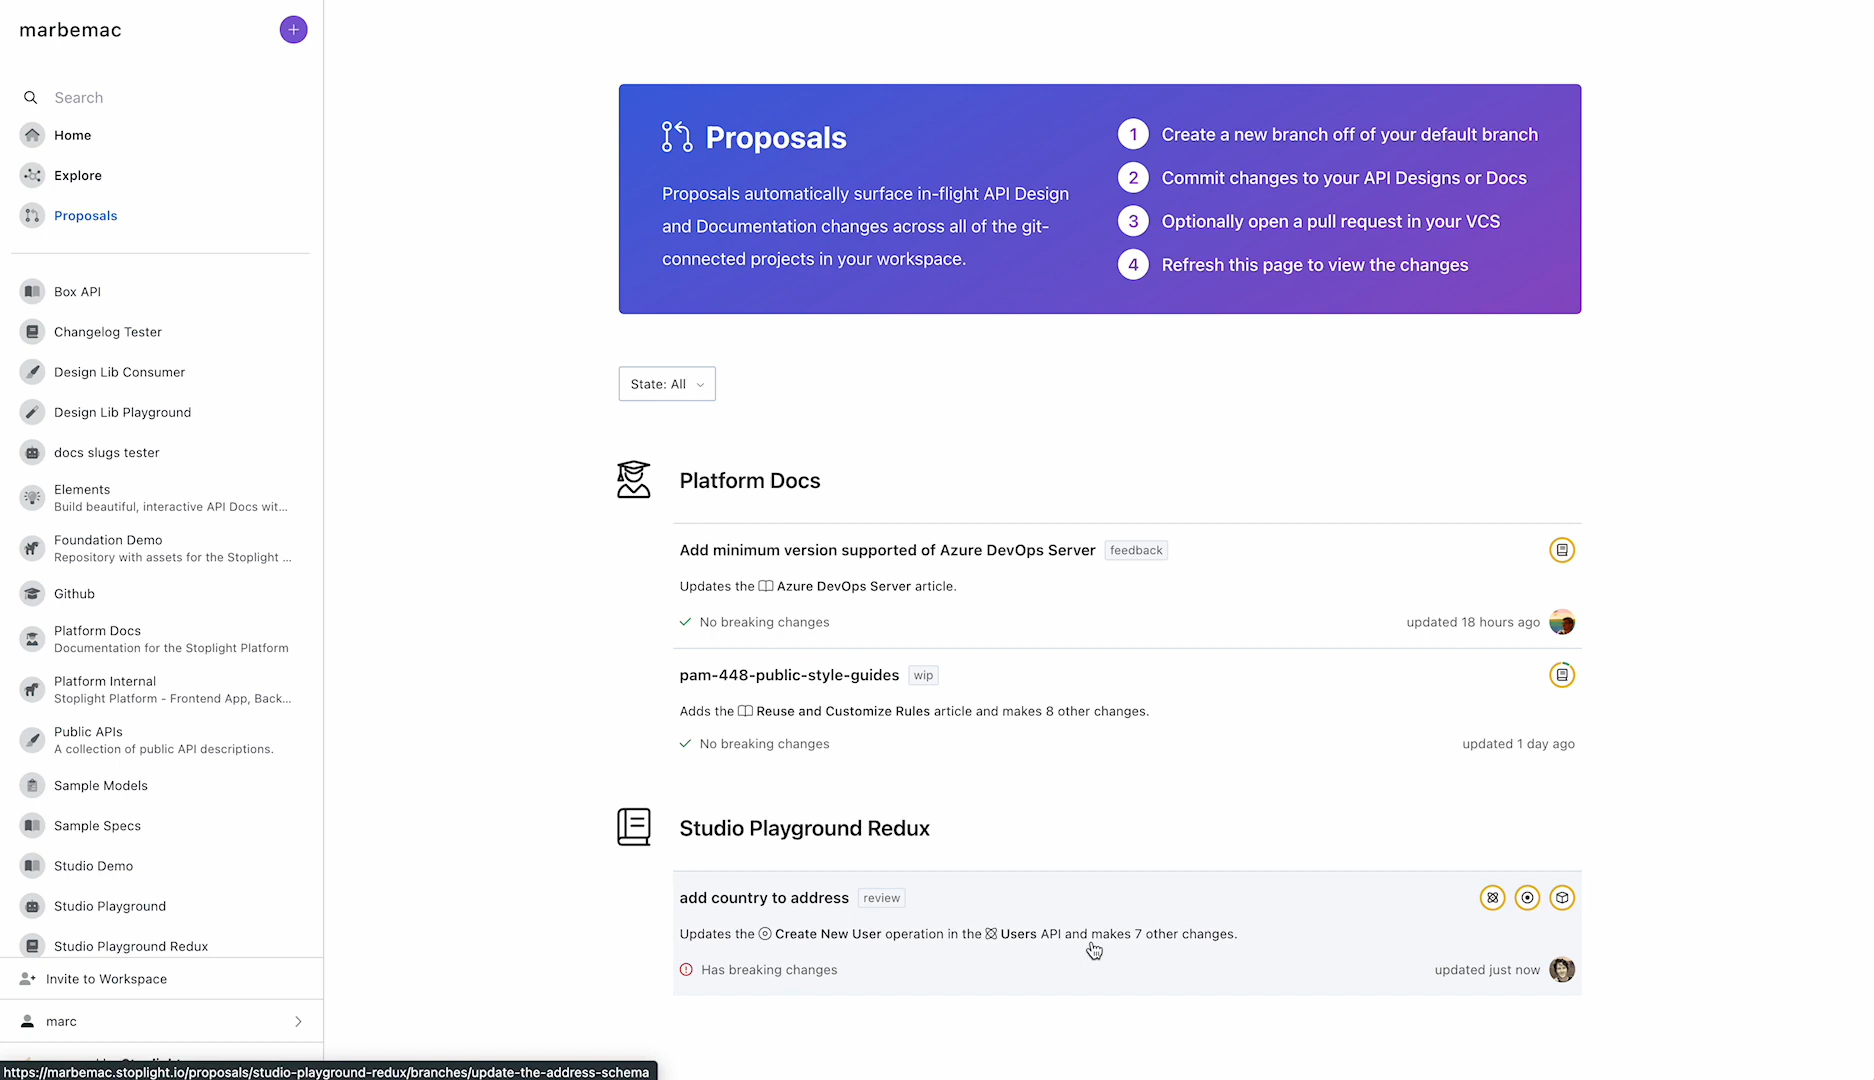 marbemac
Search
Home
Explore
Proposals
Box API
Changelog Tester
Design Lib Consumer
Design Lib Playground
docs slugs tester
Elements
Build beautiful, interactive API Docs wit...
Foundation Demo
Repository with assets for the Stoplight ...
Github
Platform Docs
Documentation for the Stoplight Platform
Platform Internal
Stoplight Platform - Frontend App, Back...
Public APIs
A collection of public API descriptions.
Sample Models
Sample Specs
Studio Demo
Studio Playground
Studio Playground Redux
Invite to Workspace
marc
https://marbemac.stoplight.io/proposals/studio-playground-redux/branches/update-the-address-schema
Proposals
Proposals automatically surface in-flight API Design
and Documentation changes across all of the git-
connected projects in your workspace.
1 Create a new branch off of your default branch
2 Commit changes to your API Designs or Docs
3 Optionally open a pull request in your VCS
4 Refresh this page to view the changes
State: All
Platform Docs
Add minimum version supported of Azure DevOps Server feedback
Updates the Azure DevOps Server article.
No breaking changes updated 18 hours ago
pam-448-public-style-guides wip
Adds the Reuse and Customize Rules article and makes 8 other changes.
No breaking changes updated 1 day ago
Studio Playground Redux
add country to address review
Updates the Create New User operation in the Users API and makes 7 other changes.
Has breaking changes updated just now